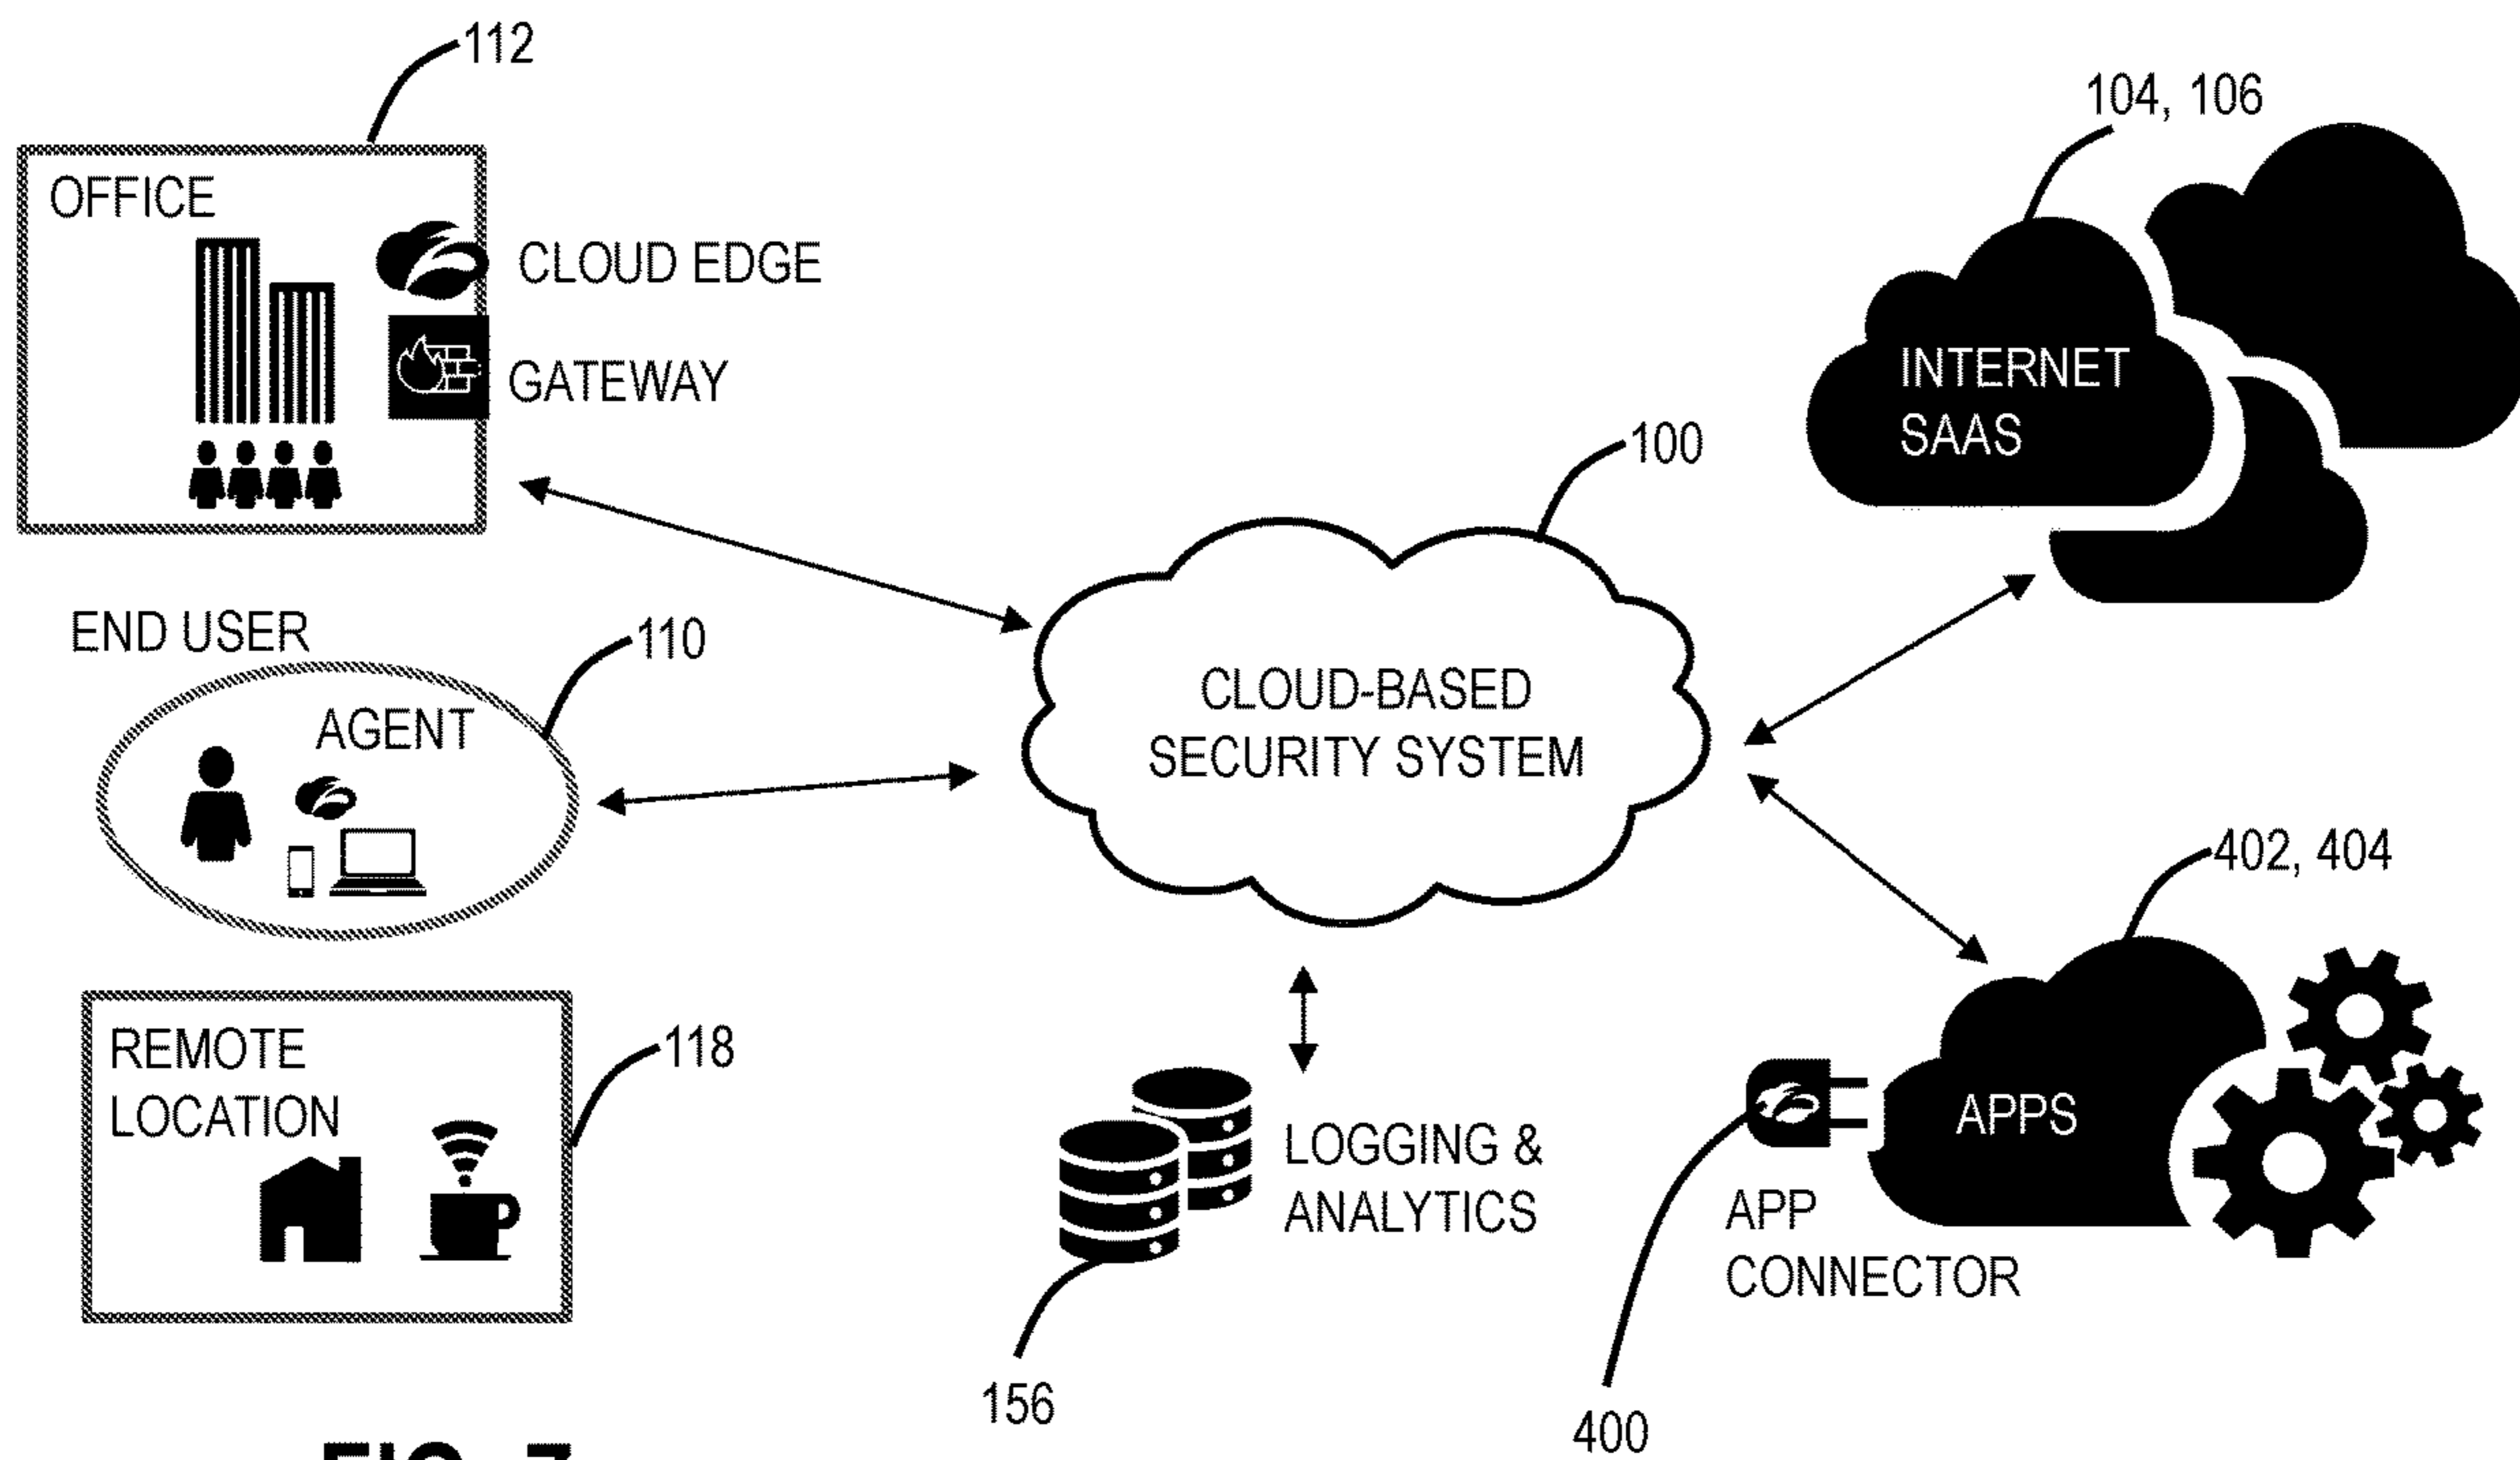 112
OFFICE
CLOUD EDGE
GATEWAY
104, 106
INTERNET
SAAS
100
END USER
110
AGENT
CLOUD-BASED
SECURITY SYSTEM
402, 404
REMOTE
LOCATION
118
LOGGING &
ANALYTICS
156
APPS
APP
CONNECTOR
400